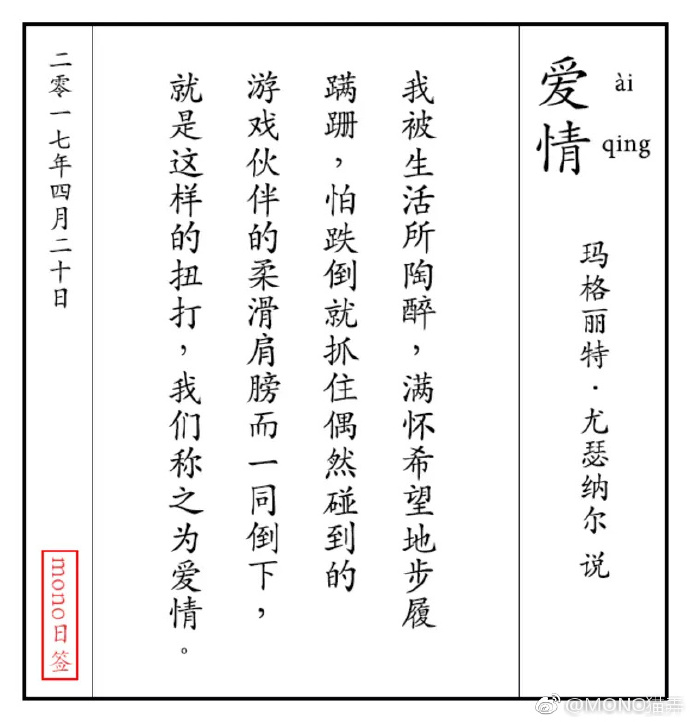 爱情
ài
qing
玛格丽特·尤瑟纳尔 说
我被生活所陶醉，满怀希望地步履
蹒跚，怕跌倒就抓住偶然碰到的
游戏伙伴的柔滑肩膀而一同倒下，
就是这样的扭打，我们称之为爱情。
二零一七年四月二十日
mono日签
@MONO猫弄